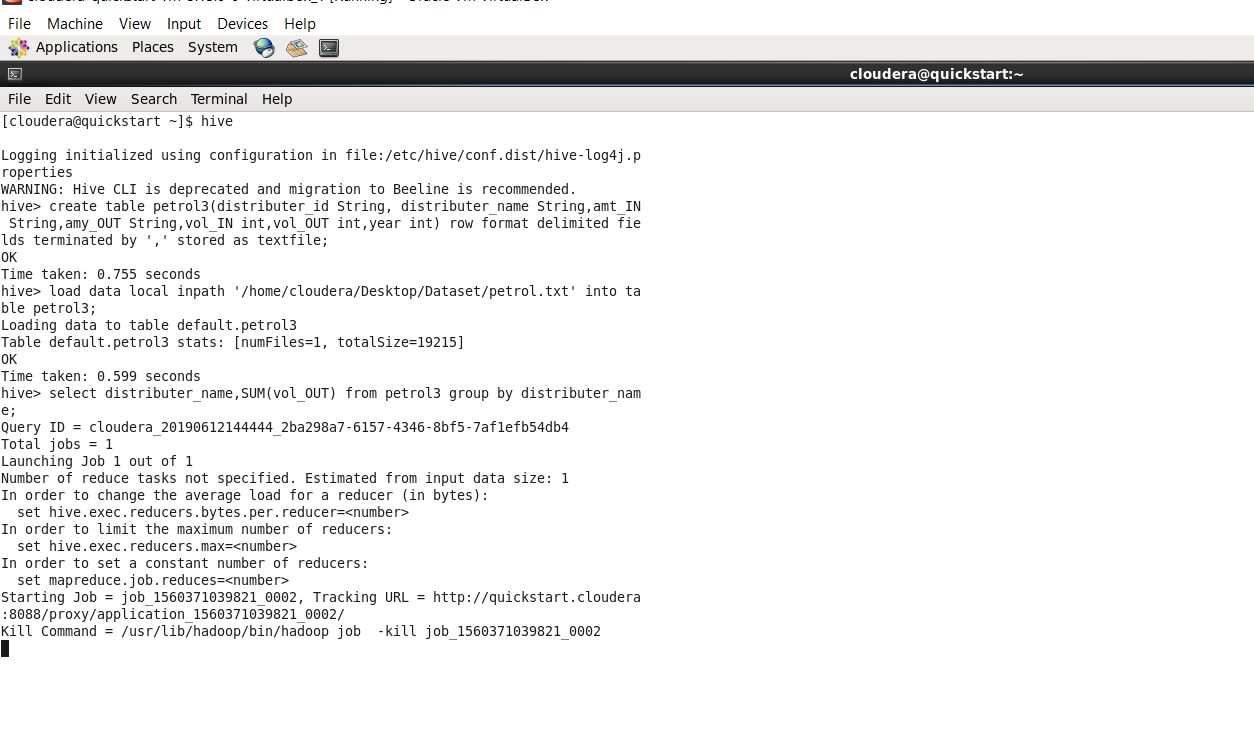 File Machine View Input Devices Help
Applications Places System
cloudera@quickstart:~
File Edit View Search Terminal Help
[cloudera@quickstart ~]$ hive
Logging initialized using configuration in file:/etc/hive/conf.dist/hive-log4j.p
roperties
WARNING: Hive CLI is deprecated and migration to Beeline is recommended.
hive> create table petrol3(distributer_id String, distributer_name String,amt_IN
 String,amy_OUT String,vol_IN int,vol_OUT int,year int) row format delimited fie
lds terminated by ',' stored as textfile;
OK
Time taken: 0.755 seconds
hive> load data local inpath '/home/cloudera/Desktop/Dataset/petrol.txt' into ta
ble petrol3;
Loading data to table default.petrol3
Table default.petrol3 stats: [numFiles=1, totalSize=19215]
OK
Time taken: 0.599 seconds
hive> select distributer_name,SUM(vol_OUT) from petrol3 group by distributer_nam
e;
Query ID = cloudera_20190612144444_2ba298a7-6157-4346-8bf5-7af1efb54db4
Total jobs = 1
Launching Job 1 out of 1
Number of reduce tasks not specified. Estimated from input data size: 1
In order to change the average load for a reducer (in bytes):
  set hive.exec.reducers.bytes.per.reducer=<number>
In order to limit the maximum number of reducers:
  set hive.exec.reducers.max=<number>
In order to set a constant number of reducers:
  set mapreduce.job.reduces=<number>
Starting Job = job_1560371039821_0002, Tracking URL = http://quickstart.cloudera
:8088/proxy/application_1560371039821_0002/
Kill Command = /usr/lib/hadoop/bin/hadoop job  -kill job_1560371039821_0002